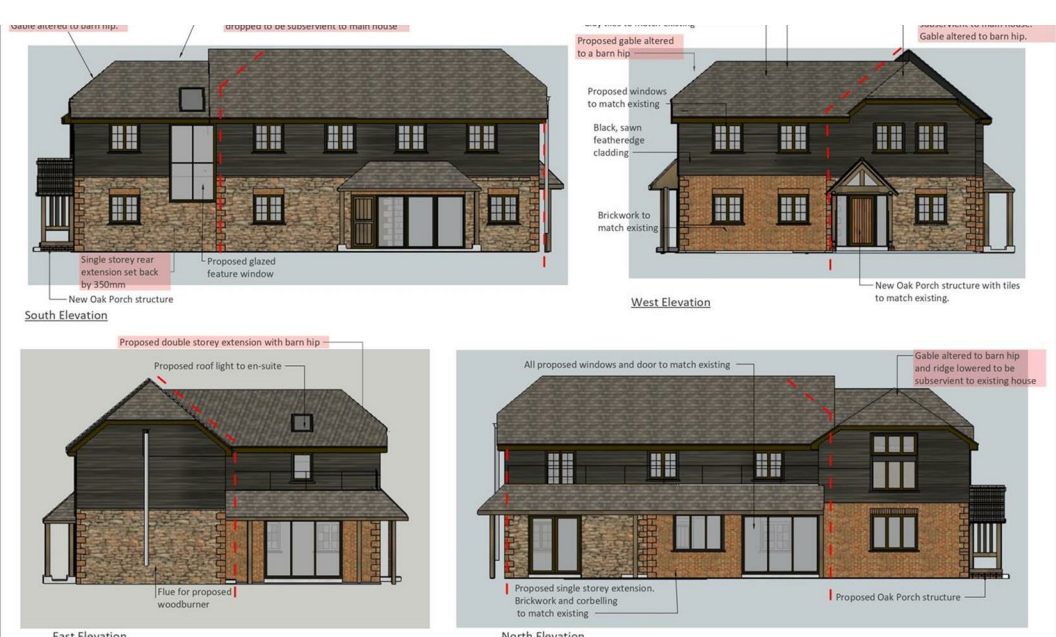 Gable altered to barn hip.
dropped to be subservient to main house
to match existing
Gable altered to barn hip.
Proposed gable altered
to a barn hip
Proposed windows
to match existing
Black, sawn
featheredge
cladding
Brickwork to
match existing
Single storey rear
extension set back
by 350mm
Proposed glazed
feature window
New Oak Porch structure
South Elevation
New Oak Porch structure with tiles
to match existing.
West Elevation
Proposed double storey extension with barn hip
Proposed roof light to en-suite
Flue for proposed
woodburner
East Elevation
All proposed windows and door to match existing
Gable altered to barn hip
and ridge lowered to be
subservient to existing house
Proposed single storey extension.
Brickwork and corbelling
to match existing
Proposed Oak Porch structure
North Elevation